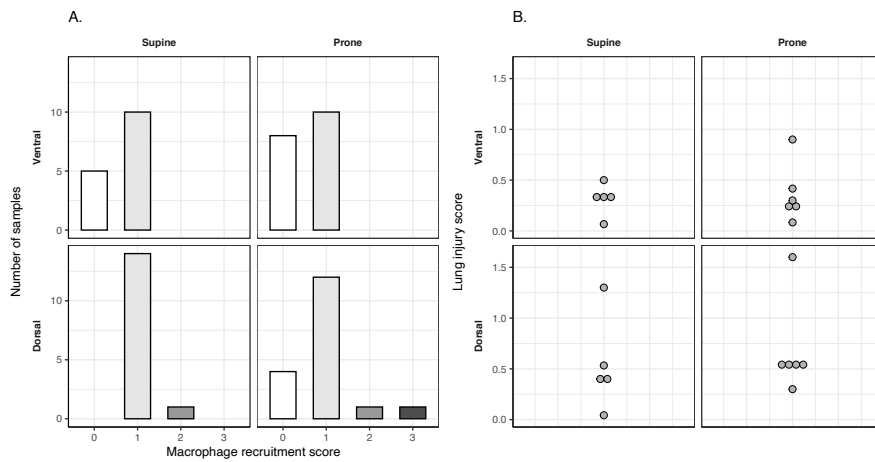 A.
Supine
Prone
Number of samples
Ventral
10
5
0
Dorsal
10
5
0
0 1 2 3
0 1 2 3
Macrophage recruitment score
B.
Supine
Prone
Lung injury score
Ventral
1.5
1.0
0.5
0.0
Dorsal
1.5
1.0
0.5
0.0